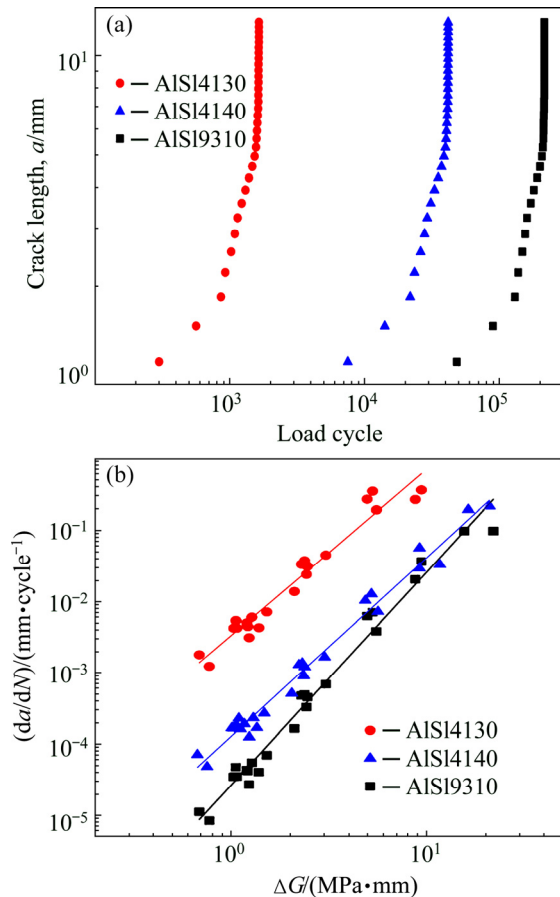 (a)
10¹
10⁰
Crack length, a/mm
— AlSl4130
— AlSl4140
— AlSl9310
10³
10⁴
10⁵
Load cycle
(b)
10⁻¹
10⁻²
10⁻³
10⁻⁴
10⁻⁵
(da/dN)/(mm•cycle⁻¹)
— AlSl4130
— AlSl4140
— AlSl9310
10⁰
10¹
ΔG/(MPa•mm)